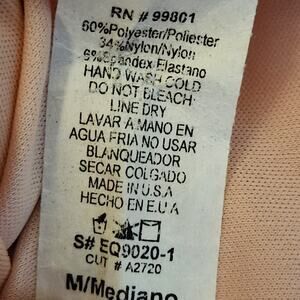 RN # 99801
60%Polyester/Poliester
34%Nylon/Nylon
6%Spandex Elastano
HAND WASH COLD
DO NOT BLEACH
LINE DRY
LAVAR A MANO EN
AGUA FRIA NO USAR
BLANQUEADOR
SECAR COLGADO
MADE IN U.S.A
HECHO EN E.U.A
S# EQ9020-1
CUT # A2720
M/Mediano